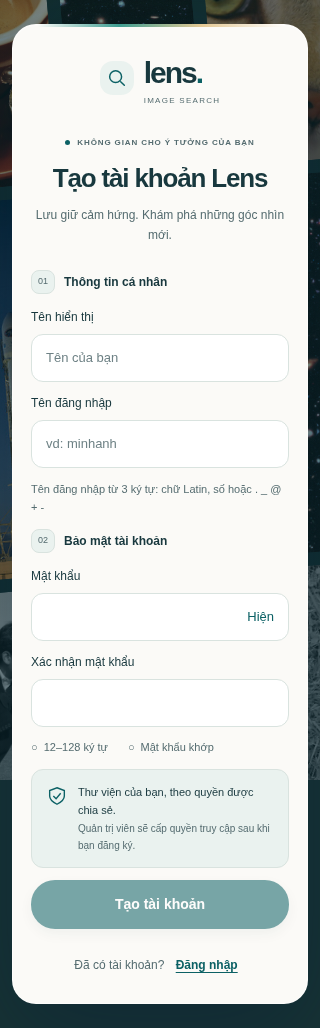 lens.
IMAGE SEARCH
KHÔNG GIAN CHO Ý TƯỞNG CỦA BẠN
Tạo tài khoản Lens
Lưu giữ cảm hứng. Khám phá những góc nhìn
mới.
01 Thông tin cá nhân
Tên hiển thị
Tên của bạn
Tên đăng nhập
vd: minhanh
Tên đăng nhập từ 3 ký tự: chữ Latin, số hoặc . _ @
+ -
02 Bảo mật tài khoản
Mật khẩu
Hiện
Xác nhận mật khẩu
○ 12–128 ký tự ○ Mật khẩu khớp
Thư viện của bạn, theo quyền được
chia sẻ.
Quản trị viên sẽ cấp quyền truy cập sau khi
bạn đăng ký.
Tạo tài khoản
Đã có tài khoản? Đăng nhập